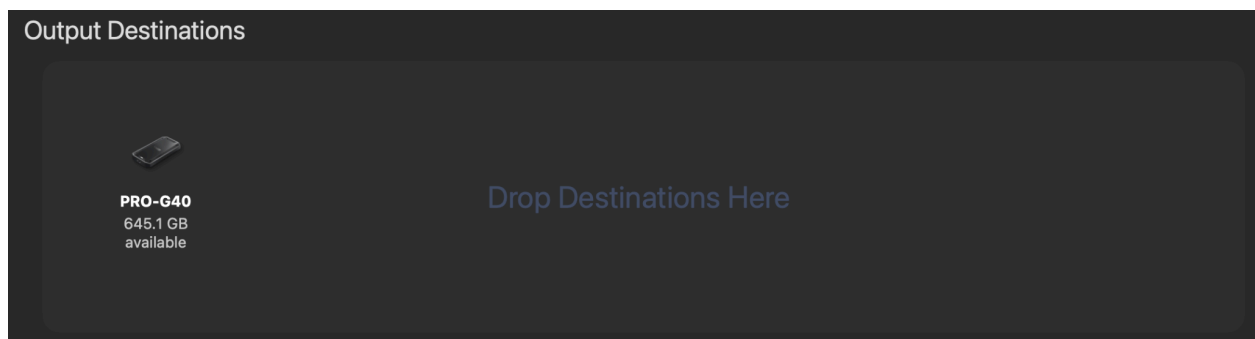 Output Destinations
PRO-G40
645.1 GB
available
Drop Destinations Here